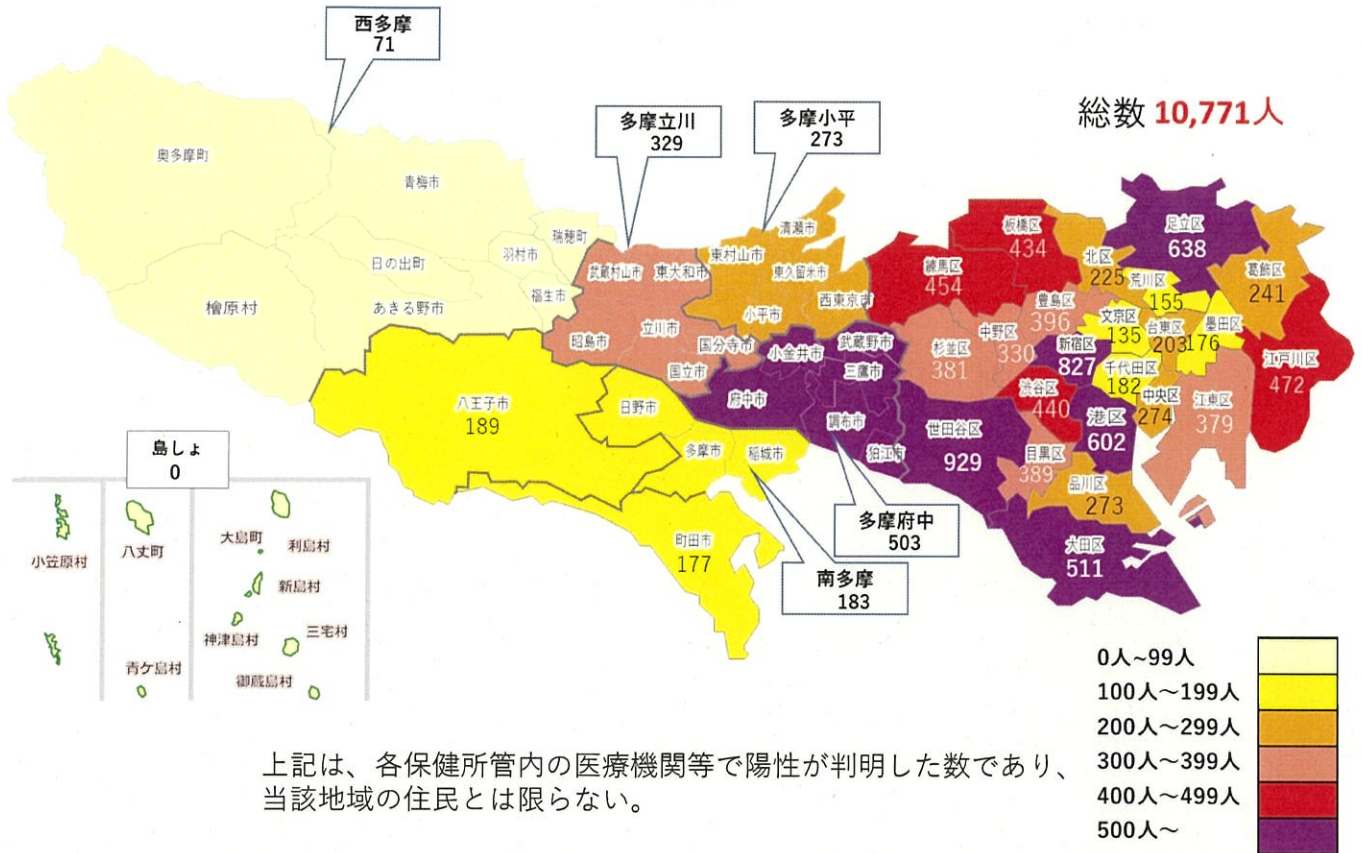 西多摩
71
多摩立川
329
多摩小平
273
総数 10,771人
奥多摩町
青梅市
瑞穂町
羽村市
日の出町
福生市
あきる野市
檜原村
武蔵村山市
東大和市
昭島市
立川市
国分寺市
国立市
清瀬市
東村山市
東久留米市
小平市
西東京市
小金井市
武蔵野市
三鷹市
府中市
調布市
狛江市
八王子市
189
日野市
多摩市
稲城市
町田市
177
多摩府中
503
南多摩
183
板橋区
434
練馬区
454
北区
225
足立区
638
葛飾区
241
荒川区
155
豊島区
396
文京区
135
台東区
203
墨田区
176
中野区
330
杉並区
381
新宿区
827
千代田区
182
江戸川区
472
渋谷区
440
中央区
274
江東区
379
港区
602
世田谷区
929
目黒区
389
品川区
273
大田区
511
島しょ
0
小笠原村
八丈町
青ケ島村
大島町
利島村
新島村
神津島村
三宅村
御蔵島村
0人~99人
100人～199人
200人～299人
300人～399人
400人～499人
500人～
上記は、各保健所管内の医療機関等で陽性が判明した数であり、
当該地域の住民とは限らない。